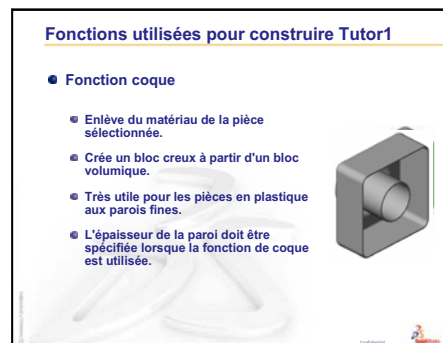 Fonctions utilisées pour construire Tutor1
Fonction coque
Enlève du matériau de la pièce
sélectionnée.
Crée un bloc creux à partir d'un bloc
volumique.
Très utile pour les pièces en plastique
aux parois fines.
L'épaisseur de la paroi doit être
spécifiée lorsque la fonction de coque
est utilisée.
Confidential